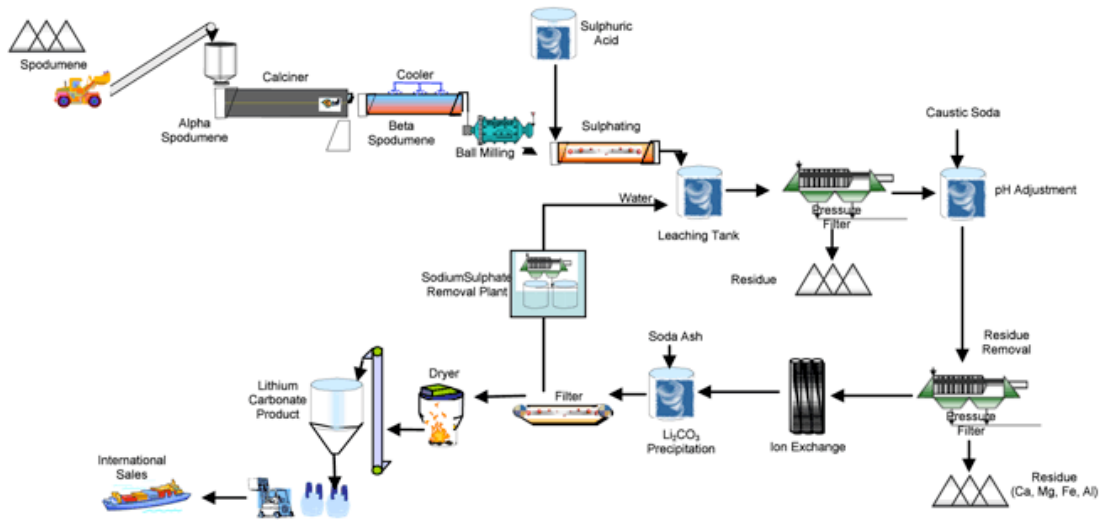 Spodumene
Alpha
Spodumene
Calciner
Cooler
Beta
Spodumene
Ball Milling
Sulphuric
Acid
Sulphating
Water
Leaching Tank
Pressure
Filter
Residue
Caustic Soda
pH Adjustment
Residue
Removal
Pressure
Filter
Residue
(Ca, Mg, Fe, Al)
Ion Exchange
Soda Ash
Li₂CO₃
Precipitation
Filter
SodiumSulphate
Removal Plant
Dryer
Lithium
Carbonate
Product
International
Sales